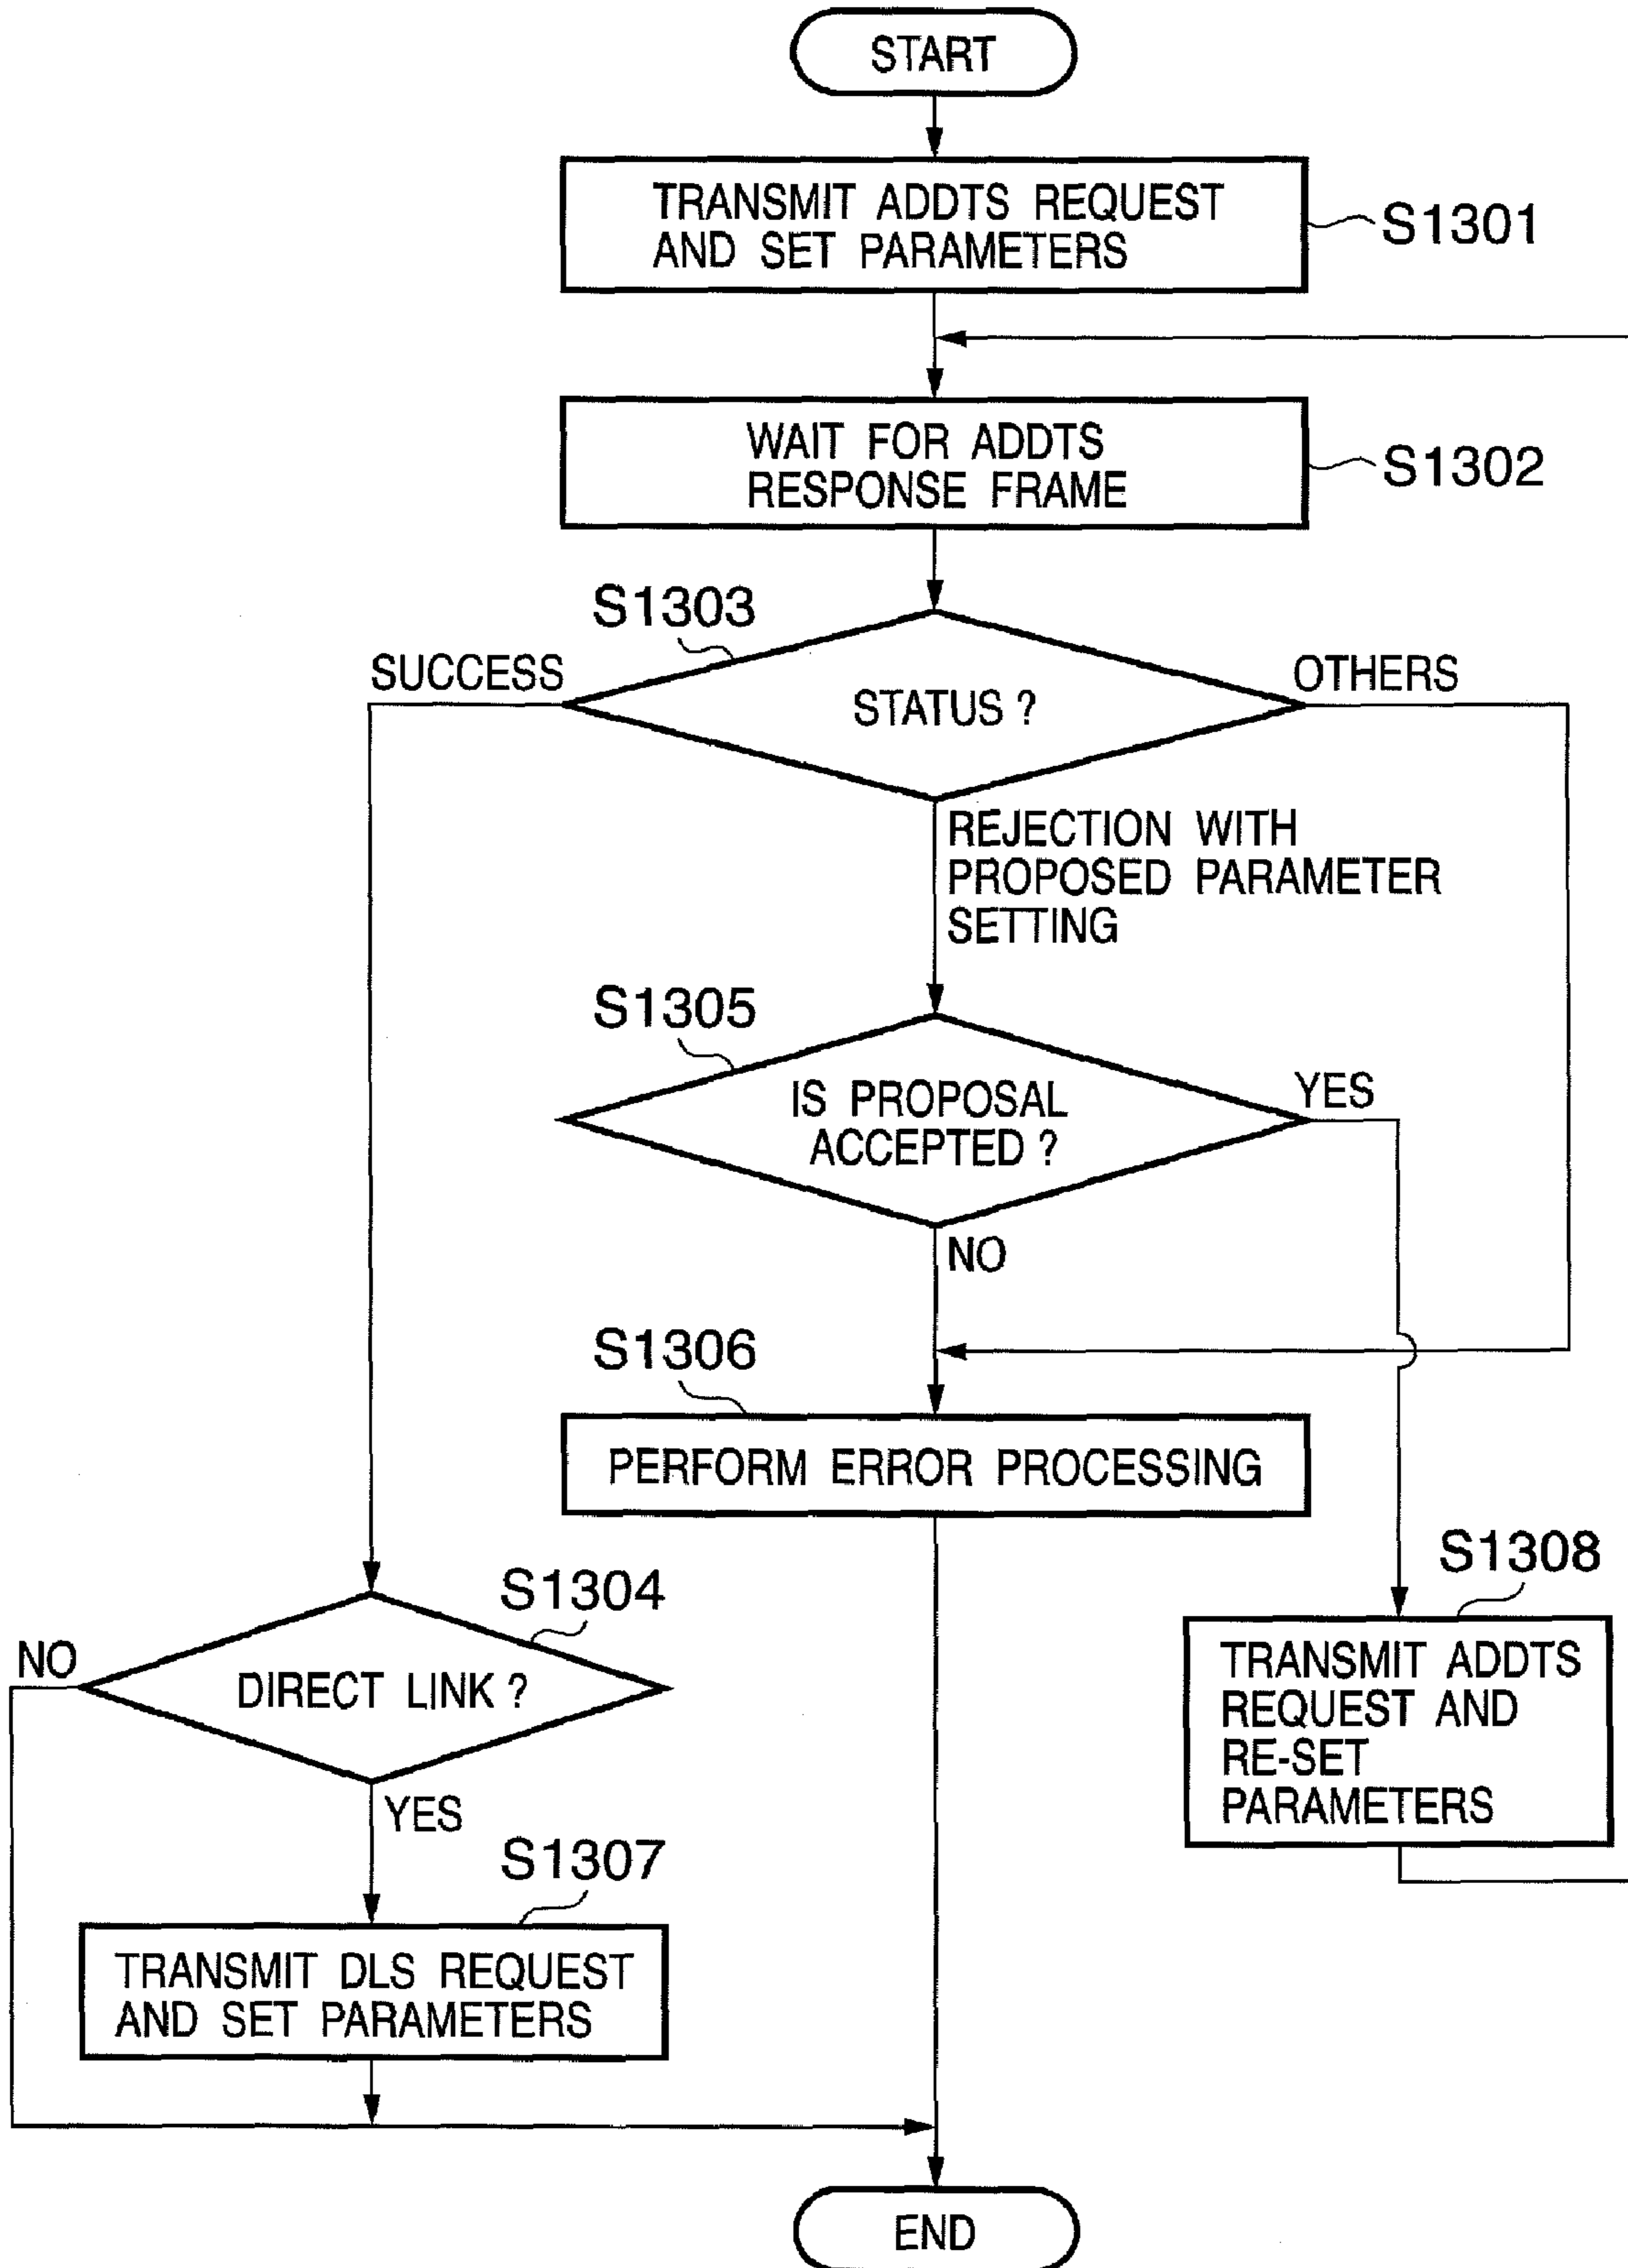 START
TRANSMIT ADDTS REQUEST
AND SET PARAMETERS
S1301
WAIT FOR ADDTS
RESPONSE FRAME
S1302
S1303
SUCCESS
STATUS ?
OTHERS
REJECTION WITH
PROPOSED PARAMETER
SETTING
S1305
IS PROPOSAL
ACCEPTED ?
YES
NO
S1306
PERFORM ERROR PROCESSING
S1304
NO
DIRECT LINK ?
YES
S1308
TRANSMIT ADDTS
REQUEST AND
RE-SET
PARAMETERS
S1307
TRANSMIT DLS REQUEST
AND SET PARAMETERS
END